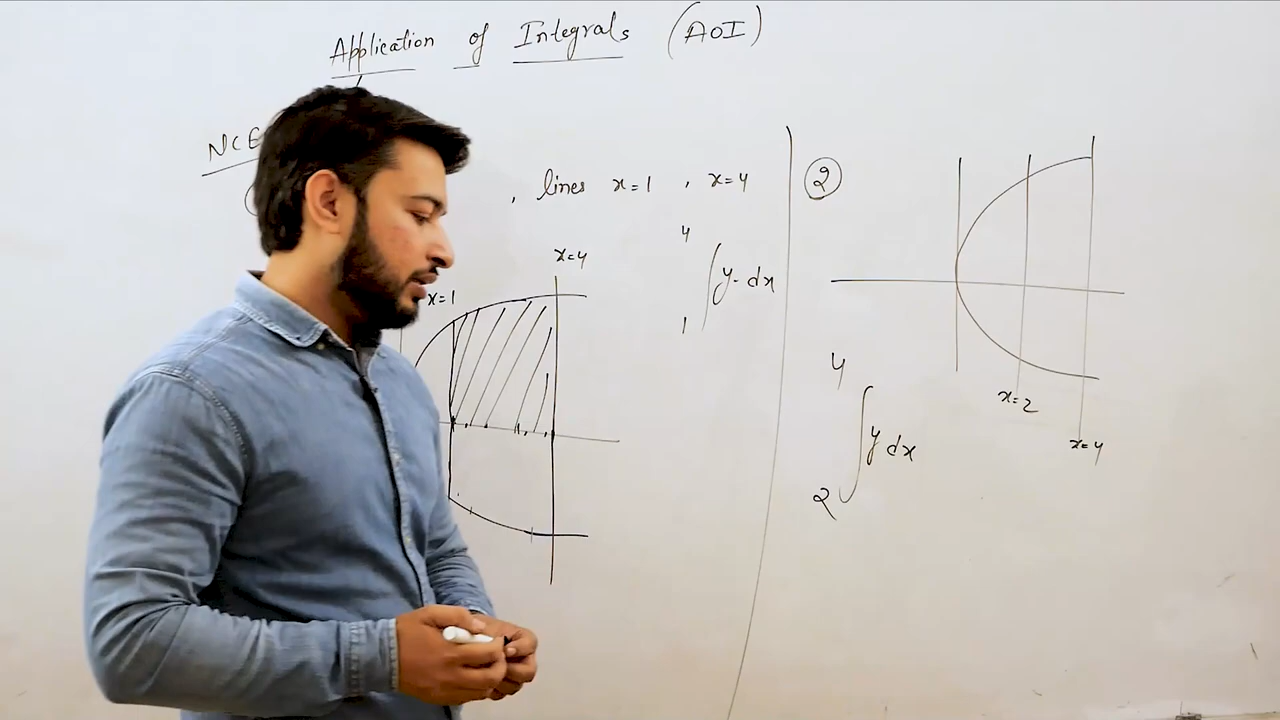 Application of Integrals (AOI)
NCE
, lines x=1 , x=4
x=1
x=4
4
∫ y. dx
1
②
x=2
x=4
4
∫ y dx
2